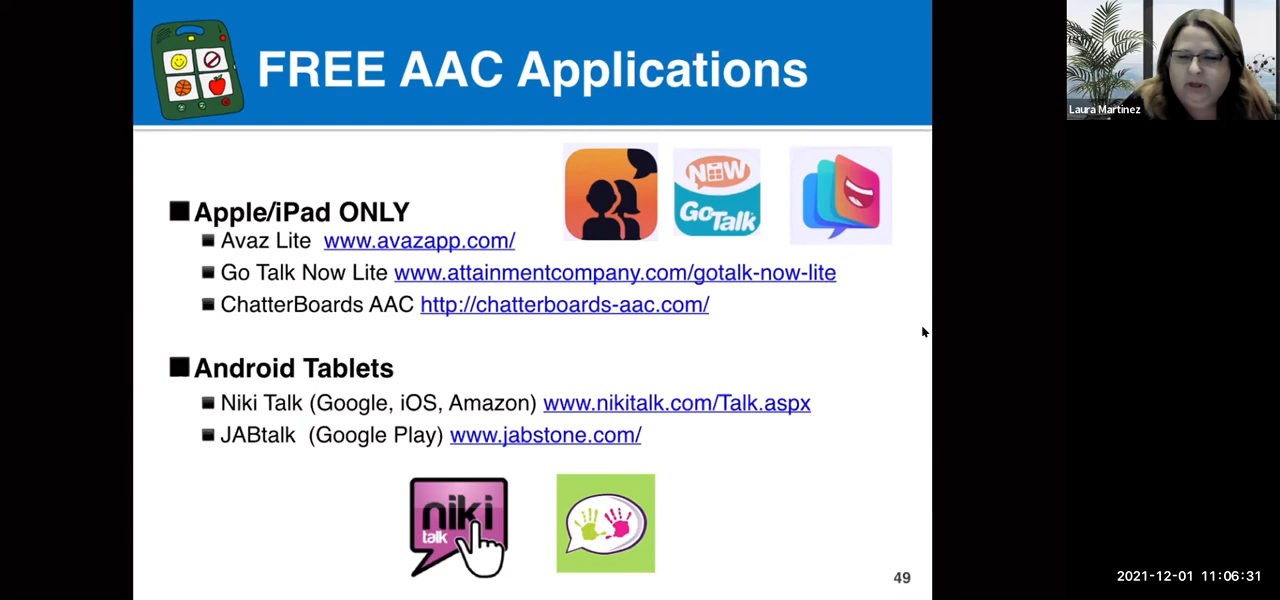 FREE AAC Applications
Laura Martinez
NOW
GoTalk
Apple/iPad ONLY
Avaz Lite www.avazapp.com/
Go Talk Now Lite www.attainmentcompany.com/gotalk-now-lite
ChatterBoards AAC http://chatterboards-aac.com/
Android Tablets
Niki Talk (Google, iOS, Amazon) www.nikitalk.com/Talk.aspx
JABtalk (Google Play) www.jabstone.com/
niki
talk
49
2021-12-01 11:06:31